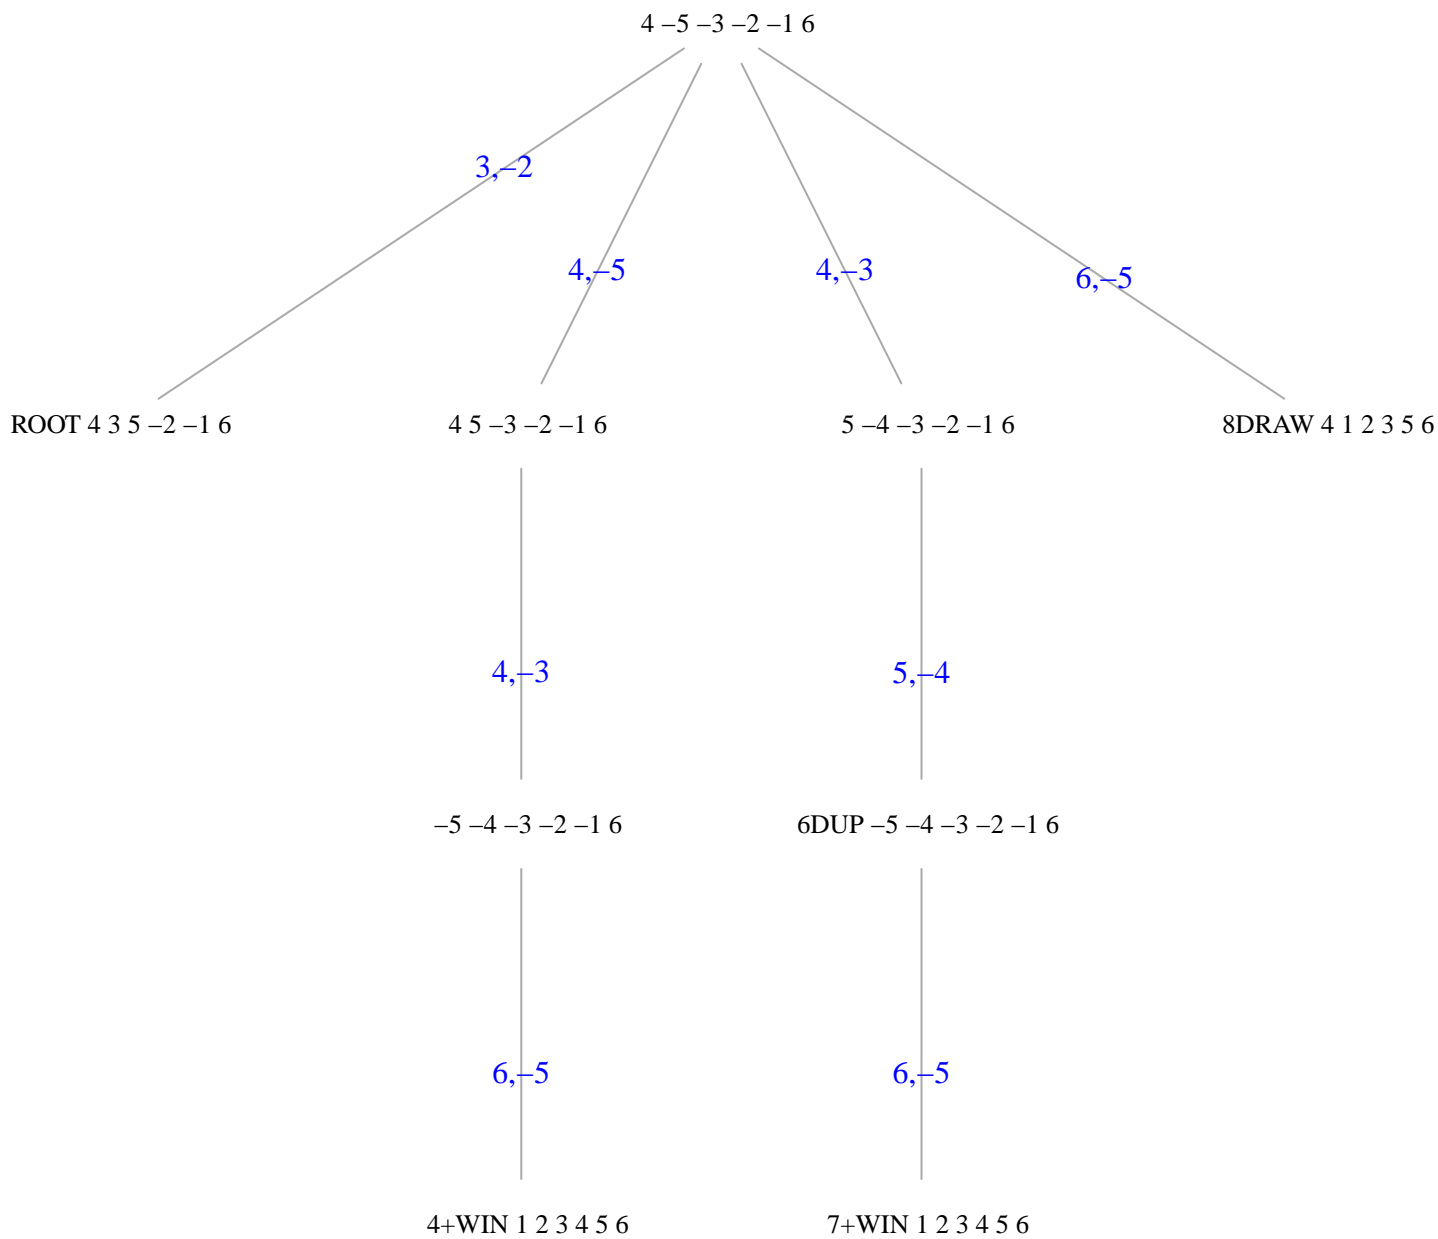 4 –5 –3 –2 –1 6
3,–2
4,–5
4,–3
6,–5
ROOT 4 3 5 –2 –1 6
4 5 –3 –2 –1 6
5 –4 –3 –2 –1 6
8DRAW 4 1 2 3 5 6
4,–3
5,–4
–5 –4 –3 –2 –1 6
6DUP –5 –4 –3 –2 –1 6
6,–5
6,–5
4+WIN 1 2 3 4 5 6
7+WIN 1 2 3 4 5 6